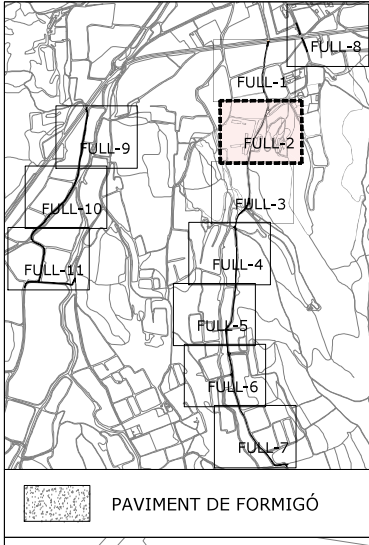 FULL-8
FULL-1
FULL-2
FULL-9
FULL-3
FULL-10
FULL-4
FULL-11
FULL-5
FULL-6
FULL-7
PAVIMENT DE FORMIGÓ